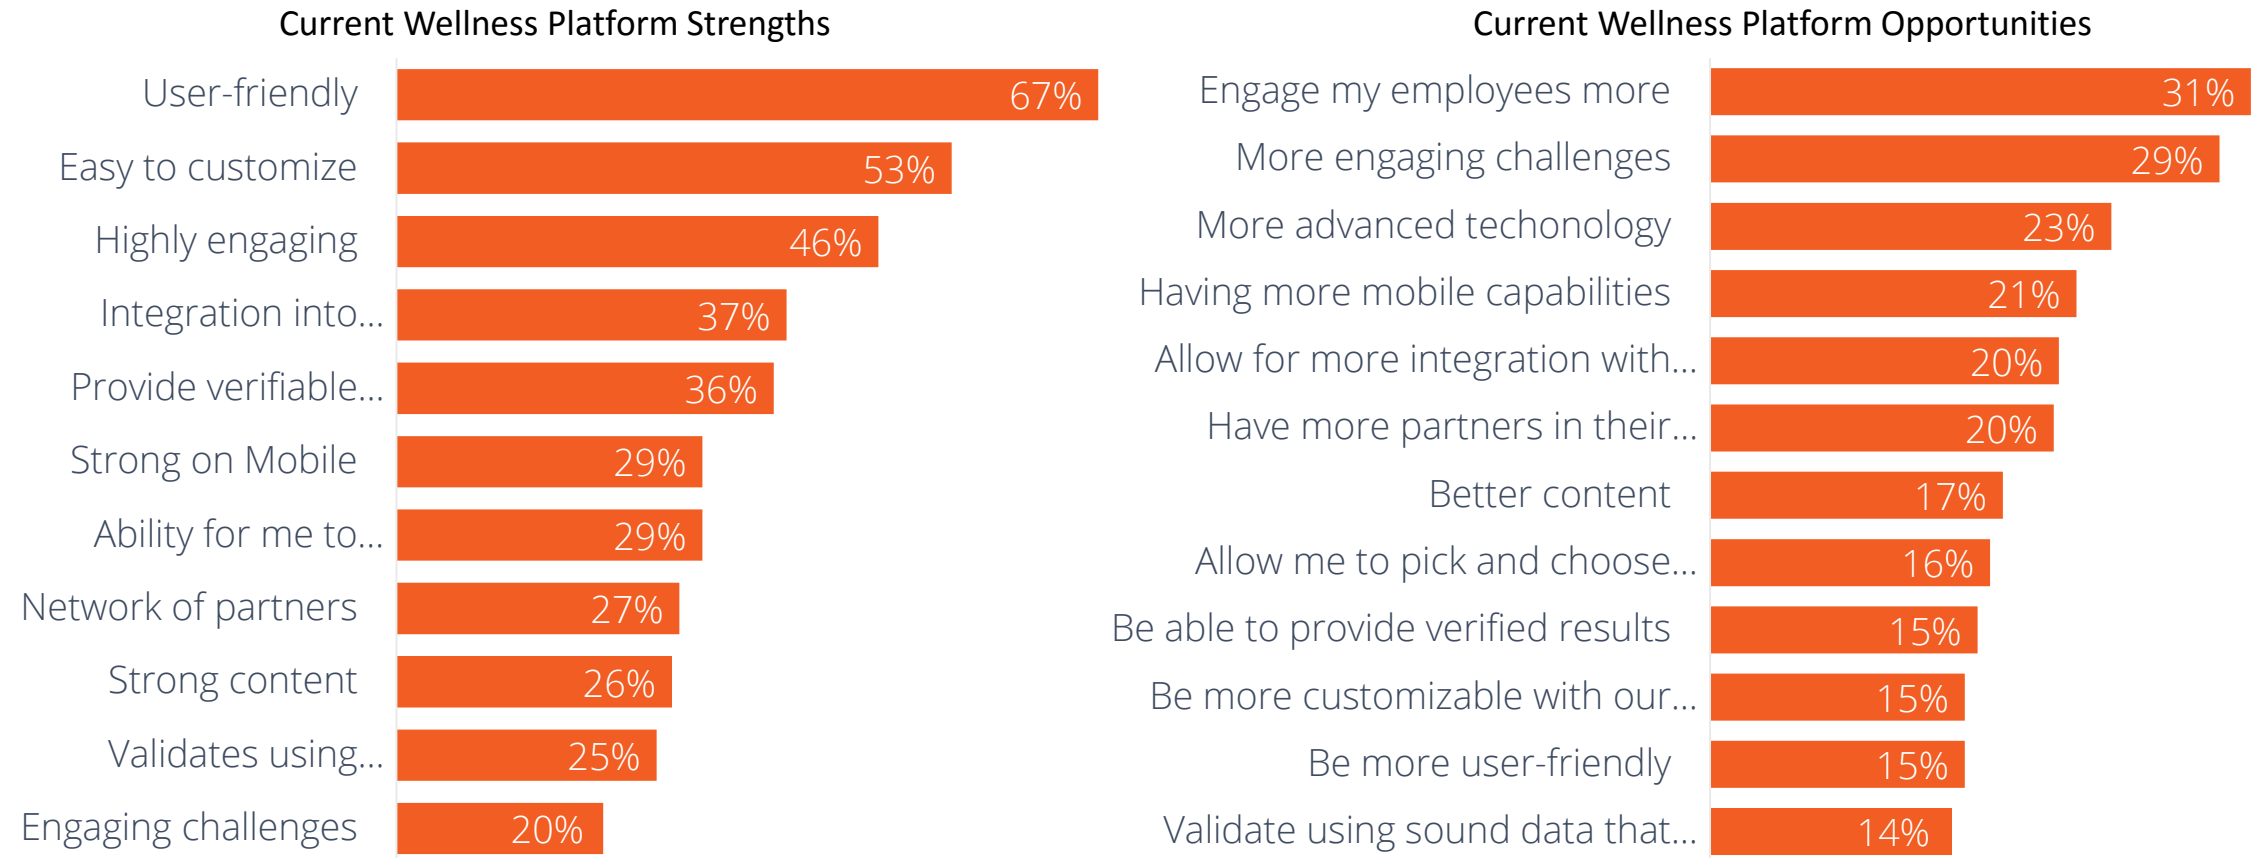 Current Wellness Platform Strengths
User-friendly 67%
Easy to customize 53%
Highly engaging 46%
Integration into... 37%
Provide verifiable... 36%
Strong on Mobile 29%
Ability for me to... 29%
Network of partners 27%
Strong content 26%
Validates using... 25%
Engaging challenges 20%
Current Wellness Platform Opportunities
Engage my employees more 31%
More engaging challenges 29%
More advanced techonology 23%
Having more mobile capabilities 21%
Allow for more integration with... 20%
Have more partners in their... 20%
Better content 17%
Allow me to pick and choose... 16%
Be able to provide verified results 15%
Be more customizable with our... 15%
Be more user-friendly 15%
Validate using sound data that... 14%